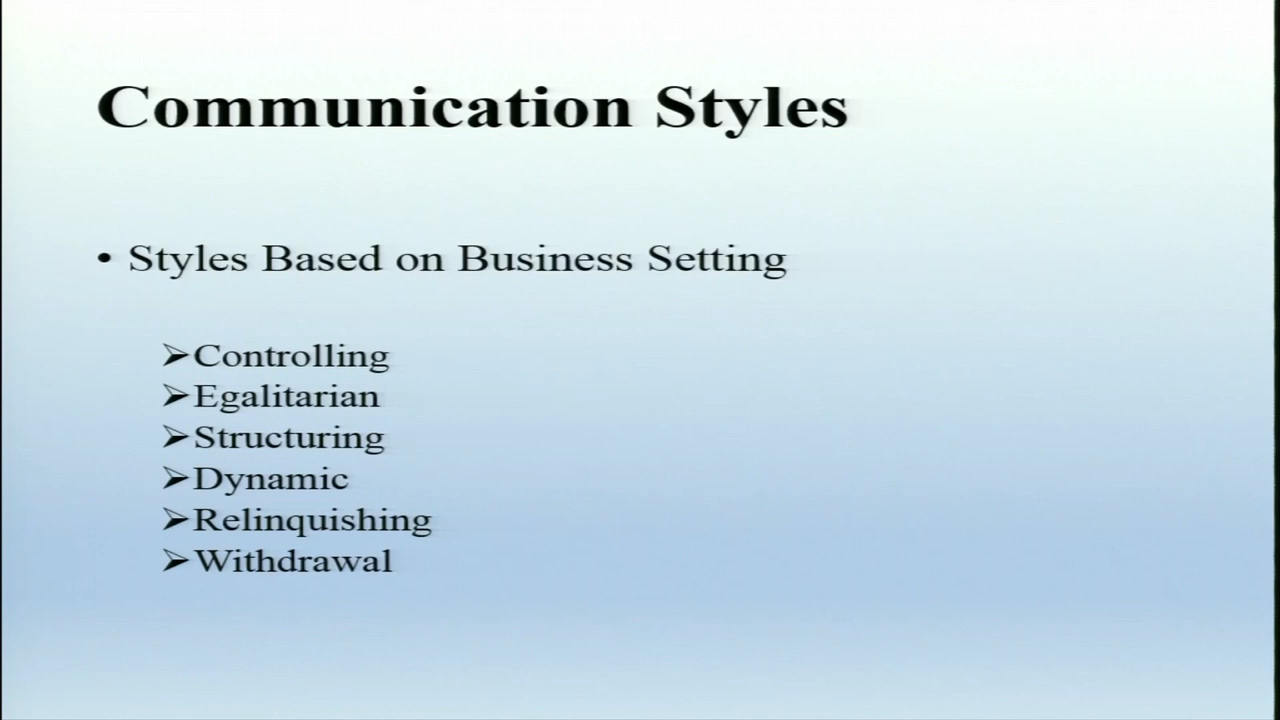 Communication Styles
• Styles Based on Business Setting
➢Controlling
➢Egalitarian
➢Structuring
➢Dynamic
➢Relinquishing
➢Withdrawal